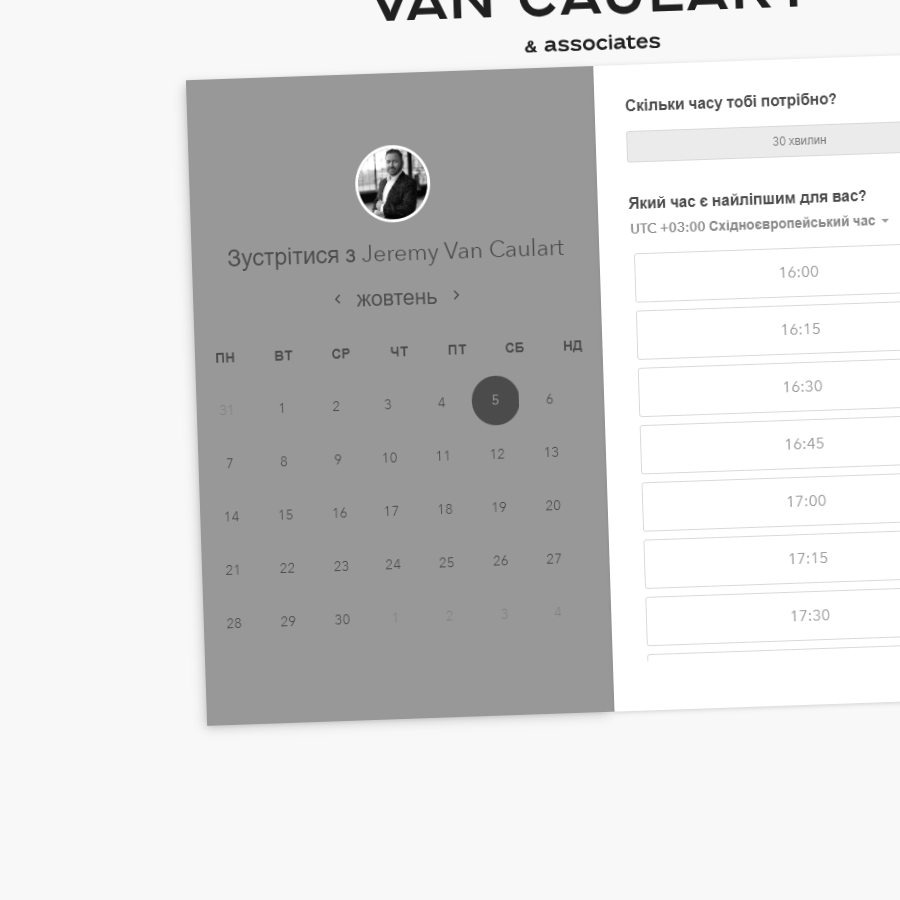 VAN CAULART
& associates
Зустрітися з Jeremy Van Caulart
‹ жовтень ›
ПН ВТ СР ЧТ ПТ СБ НД
31 1 2 3 4 5 6
7 8 9 10 11 12 13
14 15 16 17 18 19 20
21 22 23 24 25 26 27
28 29 30 1 2 3 4
Скільки часу тобі потрібно?
30 хвилин
Який час є найліпшим для вас?
UTC +03:00 Східноєвропейський час
16:00
16:15
16:30
16:45
17:00
17:15
17:30